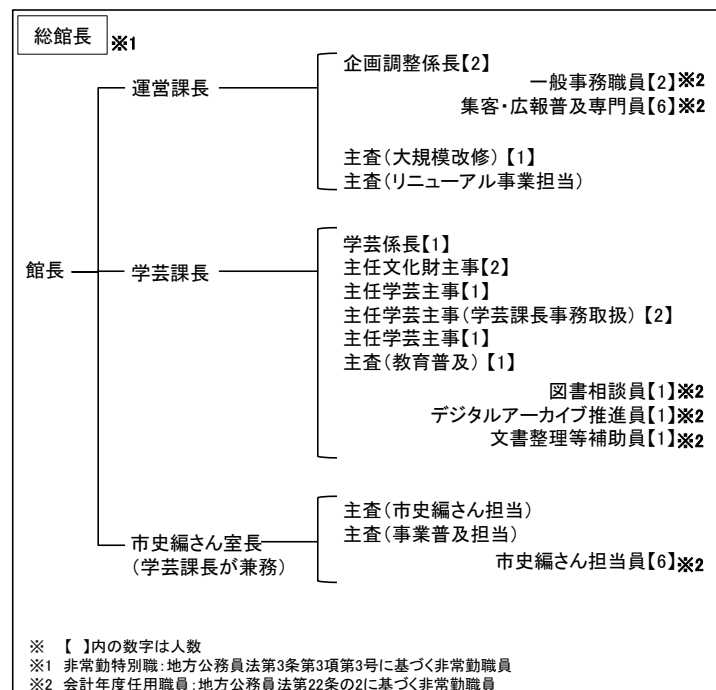 総館長 ※1
運営課長
企画調整係長【2】
一般事務職員【2】※2
集客・広報普及専門員【6】※2
主査(大規模改修)【1】
主査(リニューアル事業担当)
館長
学芸課長
学芸係長【1】
主任文化財主事【2】
主任学芸主事【1】
主任学芸主事(学芸課長事務取扱)【2】
主任学芸主事【1】
主査(教育普及)【1】
図書相談員【1】※2
デジタルアーカイブ推進員【1】※2
文書整理等補助員【1】※2
市史編さん室長
(学芸課長が兼務)
主査(市史編さん担当)
主査(事業普及担当)
市史編さん担当員【6】※2
※ 【 】内の数字は人数
※1 非常勤特別職:地方公務員法第3条第3項第3号に基づく非常勤職員
※2 会計年度任用職員:地方公務員法第22条の2に基づく非常勤職員